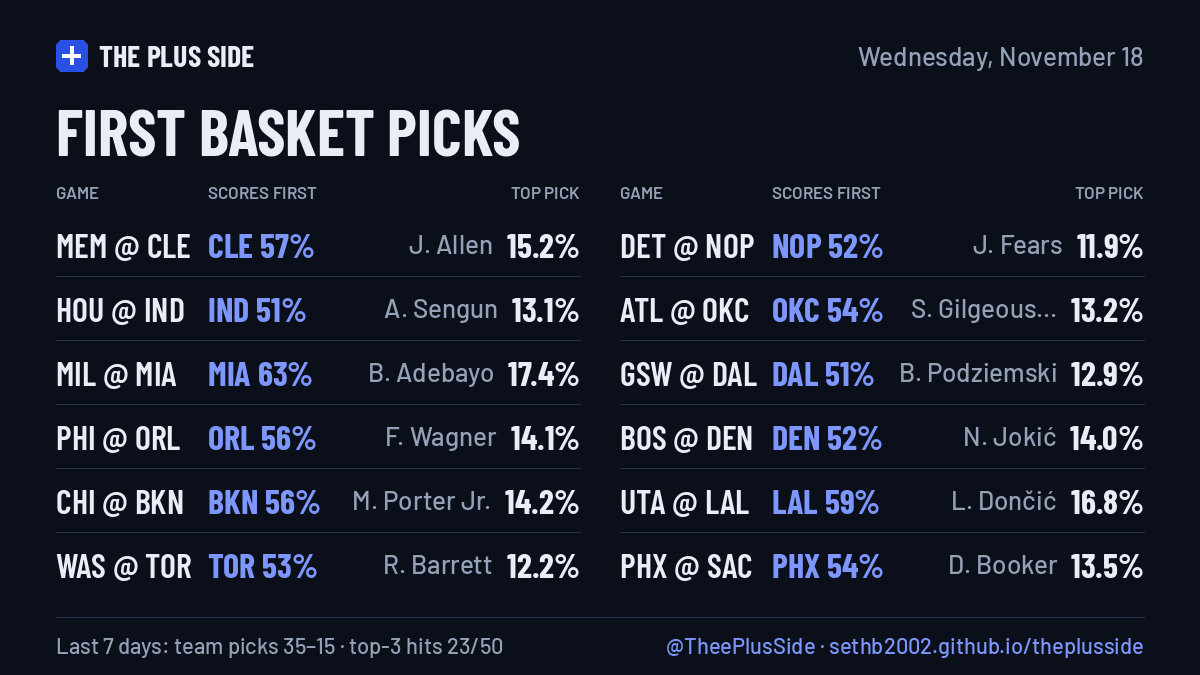 THE PLUS SIDE
Wednesday, November 18
FIRST BASKET PICKS
GAME SCORES FIRST TOP PICK
MEM @ CLE CLE 57% J. Allen 15.2%
HOU @ IND IND 51% A. Sengun 13.1%
MIL @ MIA MIA 63% B. Adebayo 17.4%
PHI @ ORL ORL 56% F. Wagner 14.1%
CHI @ BKN BKN 56% M. Porter Jr. 14.2%
WAS @ TOR TOR 53% R. Barrett 12.2%
GAME SCORES FIRST TOP PICK
DET @ NOP NOP 52% J. Fears 11.9%
ATL @ OKC OKC 54% S. Gilgeous... 13.2%
GSW @ DAL DAL 51% B. Podziemski 12.9%
BOS @ DEN DEN 52% N. Jokić 14.0%
UTA @ LAL LAL 59% L. Dončić 16.8%
PHX @ SAC PHX 54% D. Booker 13.5%
Last 7 days: team picks 35–15 · top-3 hits 23/50
@TheePlusSide · sethb2002.github.io/theplusside